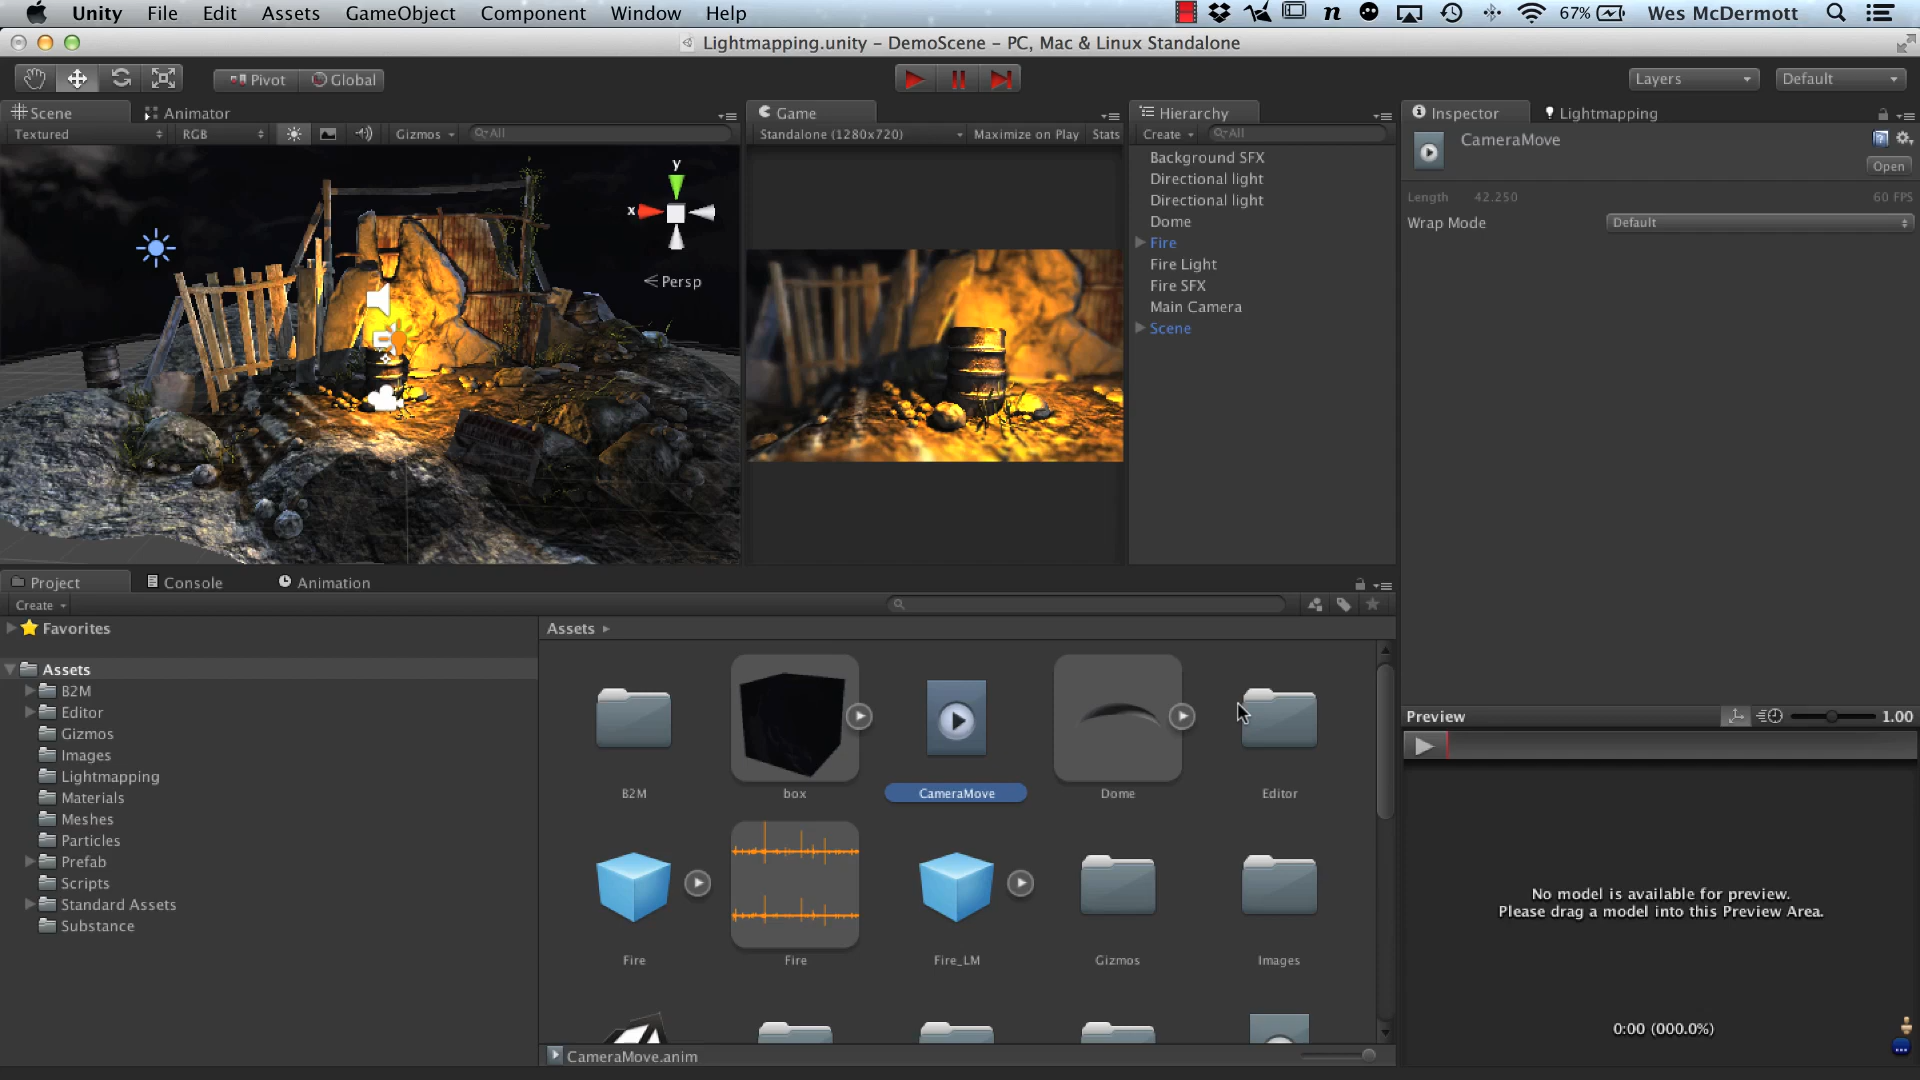 Unity File Edit Assets GameObject Component Window Help 67% Wes McDermott
Lightmapping.unity – DemoScene – PC, Mac & Linux Standalone
Pivot Global Layers Default
Scene Animator
Textured RGB Gizmos All
y
x
Persp
Game
Standalone (1280x720) Maximize on Play Stats
Hierarchy
Create All
Background SFX
Directional light
Directional light
Dome
Fire
Fire Light
Fire SFX
Main Camera
Scene
Inspector Lightmapping
CameraMove
Open
Length 42.250 60 FPS
Wrap Mode Default
Project Console Animation
Create
Favorites
Assets
B2M
Editor
Gizmos
Images
Lightmapping
Materials
Meshes
Particles
Prefab
Scripts
Standard Assets
Substance
Assets
B2M box CameraMove Dome Editor
Fire Fire Fire_LM Gizmos Images
CameraMove.anim
Preview 1.00
No model is available for preview.
Please drag a model into this Preview Area.
0:00 (000.0%)